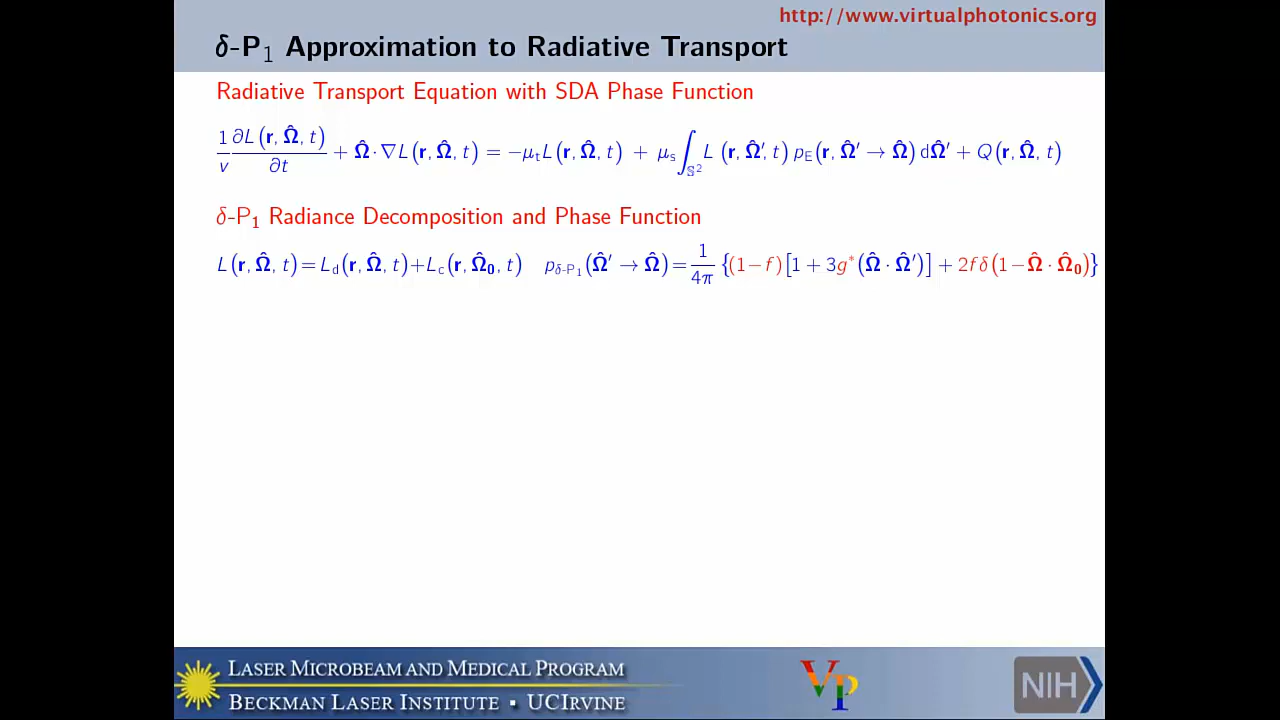 http://www.virtualphotonics.org
δ-P₁ Approximation to Radiative Transport
Radiative Transport Equation with SDA Phase Function
1/v ∂L(r, Ω̂, t)/∂t + Ω̂·∇L(r, Ω̂, t) = −μₜL(r, Ω̂, t) + μₛ∫_𝕊² L (r, Ω̂′, t) p_E(r, Ω̂′ → Ω̂) dΩ̂′ + Q(r, Ω̂, t)
δ-P₁ Radiance Decomposition and Phase Function
L(r, Ω̂, t)=L_d(r, Ω̂, t)+L_c(r, Ω̂₀, t) p_δ-P₁(Ω̂′ → Ω̂)=1/4π {(1−f)[1 + 3g*(Ω̂ · Ω̂′)] + 2fδ(1−Ω̂ · Ω̂₀)}
LASER MICROBEAM AND MEDICAL PROGRAM
BECKMAN LASER INSTITUTE ▪ UCIRVINE
VP
NIH